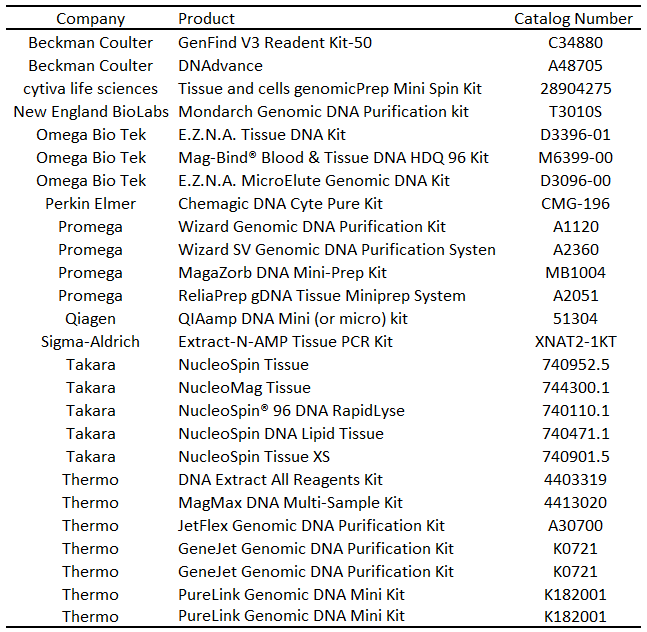 Company Product Catalog Number
Beckman Coulter GenFind V3 Readent Kit-50 C34880
Beckman Coulter DNAdvance A48705
cytiva life sciences Tissue and cells genomicPrep Mini Spin Kit 28904275
New England BioLabs Mondarch Genomic DNA Purification kit T3010S
Omega Bio Tek E.Z.N.A. Tissue DNA Kit D3396-01
Omega Bio Tek Mag-Bind® Blood & Tissue DNA HDQ 96 Kit M6399-00
Omega Bio Tek E.Z.N.A. MicroElute Genomic DNA Kit D3096-00
Perkin Elmer Chemagic DNA Cyte Pure Kit CMG-196
Promega Wizard Genomic DNA Purification Kit A1120
Promega Wizard SV Genomic DNA Purification Systen A2360
Promega MagaZorb DNA Mini-Prep Kit MB1004
Promega ReliaPrep gDNA Tissue Miniprep System A2051
Qiagen QIAamp DNA Mini (or micro) kit 51304
Sigma-Aldrich Extract-N-AMP Tissue PCR Kit XNAT2-1KT
Takara NucleoSpin Tissue 740952.5
Takara NucleoMag Tissue 744300.1
Takara NucleoSpin® 96 DNA RapidLyse 740110.1
Takara NucleoSpin DNA Lipid Tissue 740471.1
Takara NucleoSpin Tissue XS 740901.5
Thermo DNA Extract All Reagents Kit 4403319
Thermo MagMax DNA Multi-Sample Kit 4413020
Thermo JetFlex Genomic DNA Purification Kit A30700
Thermo GeneJet Genomic DNA Purification Kit K0721
Thermo GeneJet Genomic DNA Purification Kit K0721
Thermo PureLink Genomic DNA Mini Kit K182001
Thermo PureLink Genomic DNA Mini Kit K182001